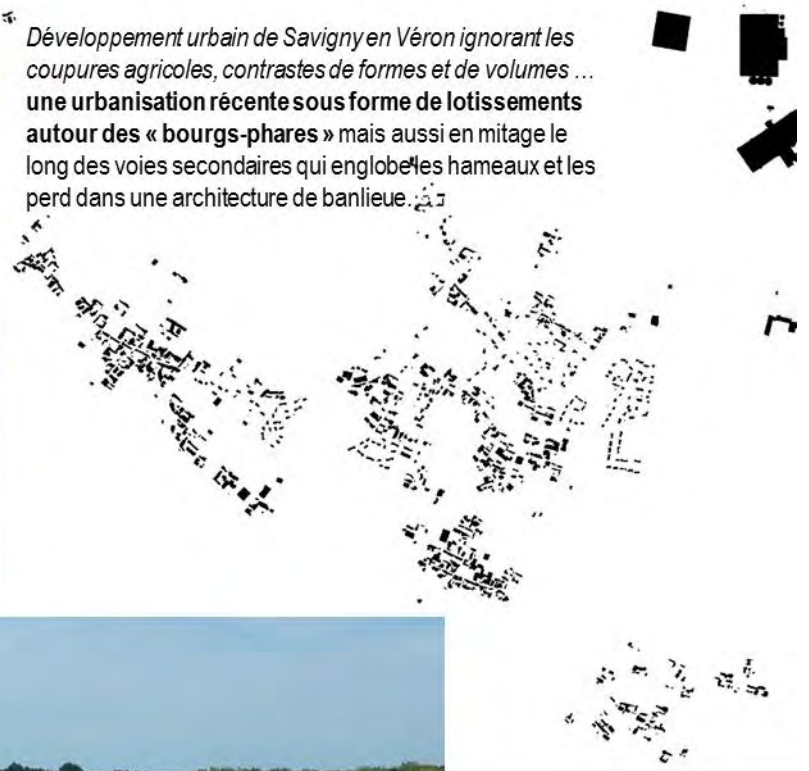 Développement urbain de Savigny en Véron ignorant les
coupures agricoles, contrastes de formes et de volumes …
une urbanisation récente sous forme de lotissements
autour des « bourgs-phares » mais aussi en mitage le
long des voies secondaires qui englobe les hameaux et les
perd dans une architecture de banlieue.